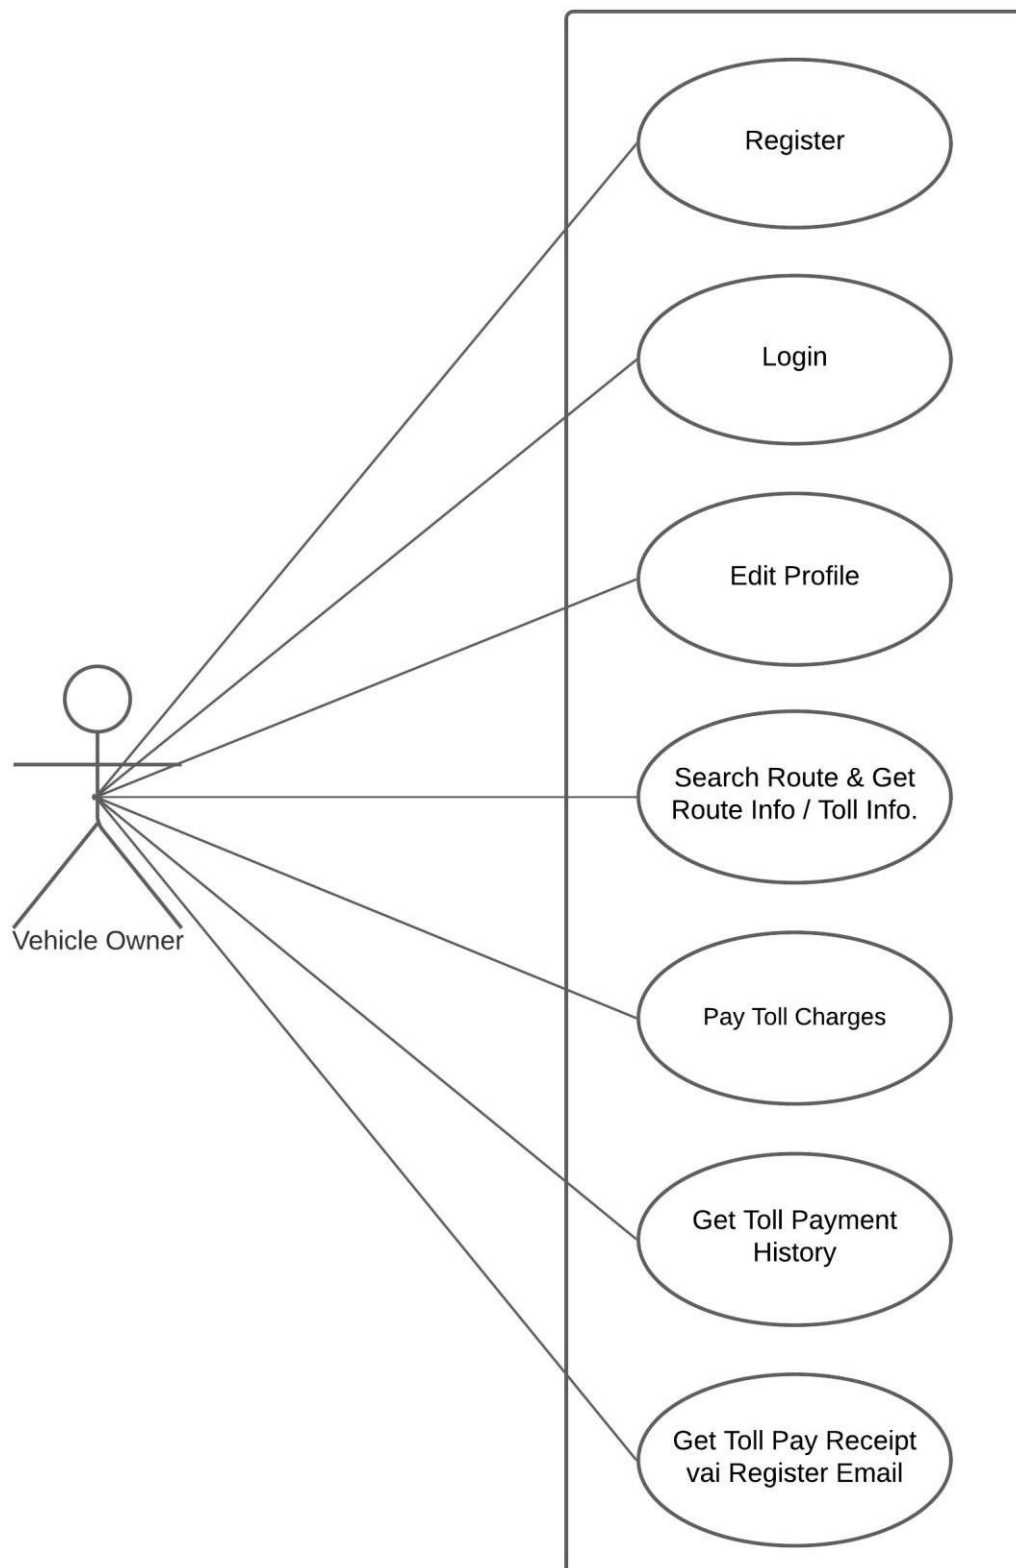 Register
Login
Edit Profile
Search Route & Get
Route Info / Toll Info.
Vehicle Owner
Pay Toll Charges
Get Toll Payment
History
Get Toll Pay Receipt
vai Register Email